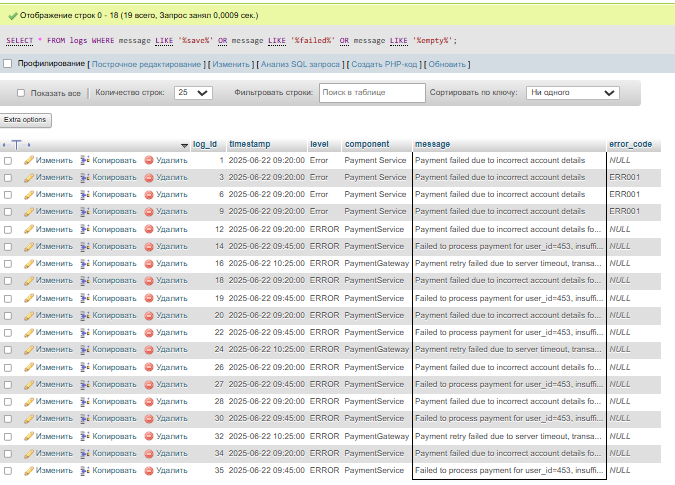 Отображение строк 0 - 18 (19 всего, Запрос занял 0,0009 сек.)
SELECT * FROM logs WHERE message LIKE '%save%' OR message LIKE '%failed%' OR message LIKE '%empty%';
Профилирование [ Построчное редактирование ] [ Изменить ] [ Анализ SQL запроса ] [ Создать PHP-код ] [ Обновить ]
Показать все | Количество строк: 25 Фильтровать строки: Поиск в таблице Сортировать по ключу: Ни одного
Extra options
log_id timestamp level component message error_code
Изменить Копировать Удалить 1 2025-06-22 09:20:00 Error Payment Service Payment failed due to incorrect account details NULL
Изменить Копировать Удалить 3 2025-06-22 09:20:00 Error Payment Service Payment failed due to incorrect account details ERR001
Изменить Копировать Удалить 6 2025-06-22 09:20:00 Error Payment Service Payment failed due to incorrect account details ERR001
Изменить Копировать Удалить 9 2025-06-22 09:20:00 Error Payment Service Payment failed due to incorrect account details ERR001
Изменить Копировать Удалить 12 2025-06-22 09:20:00 ERROR PaymentService Payment failed due to incorrect account details fo... NULL
Изменить Копировать Удалить 14 2025-06-22 09:45:00 ERROR PaymentService Failed to process payment for user_id=453, insuffi... NULL
Изменить Копировать Удалить 16 2025-06-22 10:25:00 ERROR PaymentGateway Payment retry failed due to server timeout, transa... NULL
Изменить Копировать Удалить 18 2025-06-22 09:20:00 ERROR PaymentService Payment failed due to incorrect account details fo... NULL
Изменить Копировать Удалить 19 2025-06-22 09:45:00 ERROR PaymentService Failed to process payment for user_id=453, insuffi... NULL
Изменить Копировать Удалить 20 2025-06-22 09:20:00 ERROR PaymentService Payment failed due to incorrect account details fo... NULL
Изменить Копировать Удалить 22 2025-06-22 09:45:00 ERROR PaymentService Failed to process payment for user_id=453, insuffi... NULL
Изменить Копировать Удалить 24 2025-06-22 10:25:00 ERROR PaymentGateway Payment retry failed due to server timeout, transa... NULL
Изменить Копировать Удалить 26 2025-06-22 09:20:00 ERROR PaymentService Payment failed due to incorrect account details fo... NULL
Изменить Копировать Удалить 27 2025-06-22 09:45:00 ERROR PaymentService Failed to process payment for user_id=453, insuffi... NULL
Изменить Копировать Удалить 28 2025-06-22 09:20:00 ERROR PaymentService Payment failed due to incorrect account details fo... NULL
Изменить Копировать Удалить 30 2025-06-22 09:45:00 ERROR PaymentService Failed to process payment for user_id=453, insuffi... NULL
Изменить Копировать Удалить 32 2025-06-22 10:25:00 ERROR PaymentGateway Payment retry failed due to server timeout, transa... NULL
Изменить Копировать Удалить 34 2025-06-22 09:20:00 ERROR PaymentService Payment failed due to incorrect account details fo... NULL
Изменить Копировать Удалить 35 2025-06-22 09:45:00 ERROR PaymentService Failed to process payment for user_id=453, insuffi... NULL